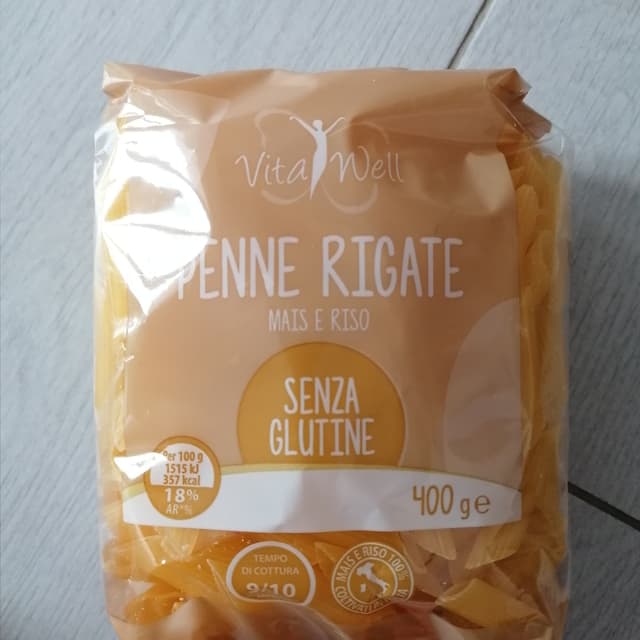 Vita Well
PENNE RIGATE
MAIS E RISO
SENZA
GLUTINE
Per 100 g
1515 kJ
357 kcal
18%
AR*%
400 g e
TEMPO
DI COTTURA
9/10
MAIS E RISO 100%